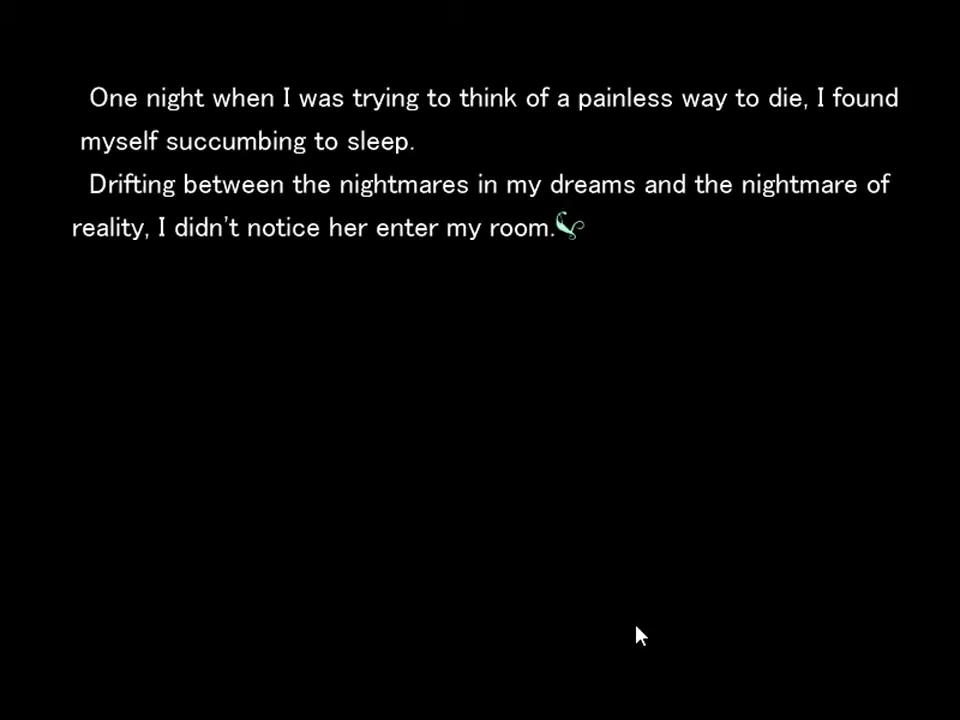 One night when I was trying to think of a painless way to die, I found
myself succumbing to sleep.
Drifting between the nightmares in my dreams and the nightmare of
reality, I didn't notice her enter my room.